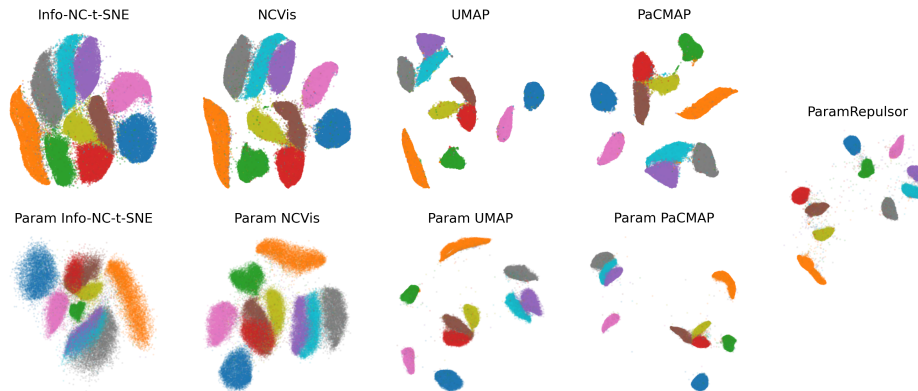 Info-NC-t-SNE
NCVis
UMAP
PaCMAP
ParamRepulsor
Param Info-NC-t-SNE
Param NCVis
Param UMAP
Param PaCMAP